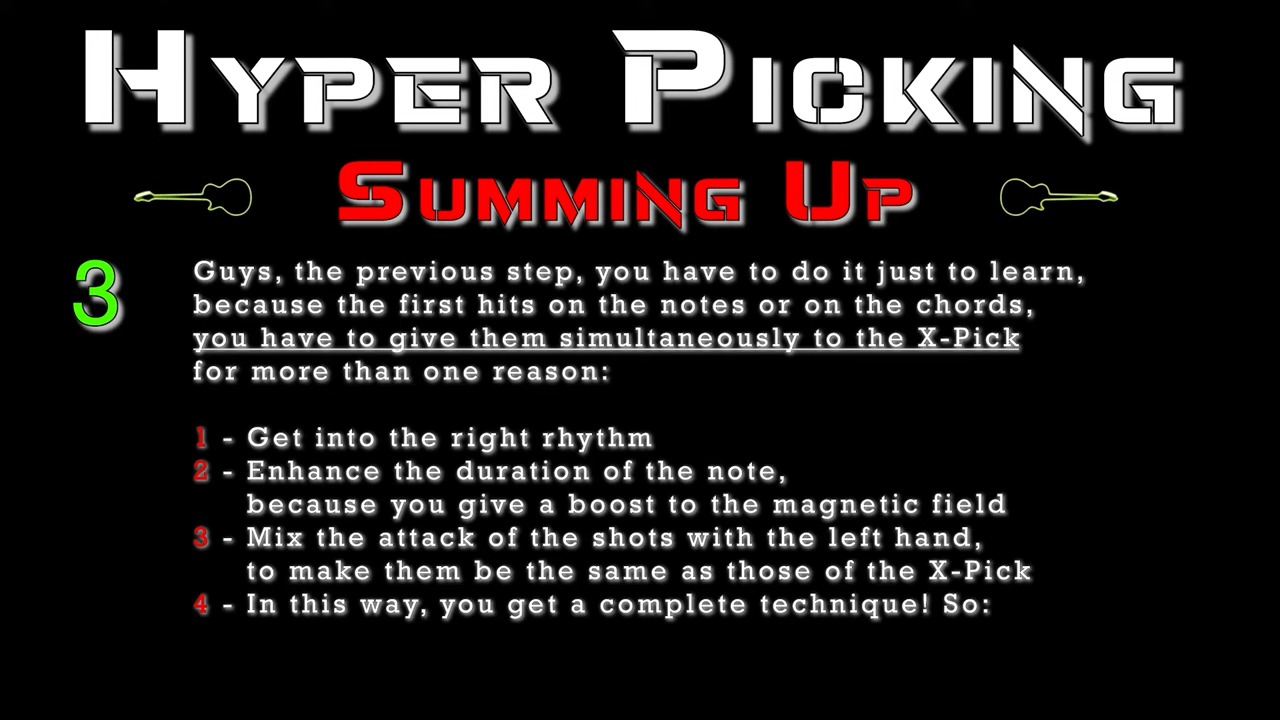 Hyper Picking
Summing Up
3
Guys, the previous step, you have to do it just to learn,
because the first hits on the notes or on the chords,
you have to give them simultaneously to the X-Pick
for more than one reason:
1 - Get into the right rhythm
2 - Enhance the duration of the note,
because you give a boost to the magnetic field
3 - Mix the attack of the shots with the left hand,
to make them be the same as those of the X-Pick
4 - In this way, you get a complete technique! So: